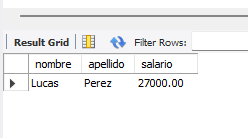 Result Grid Filter Rows:
nombre apellido salario
Lucas Perez 27000.00